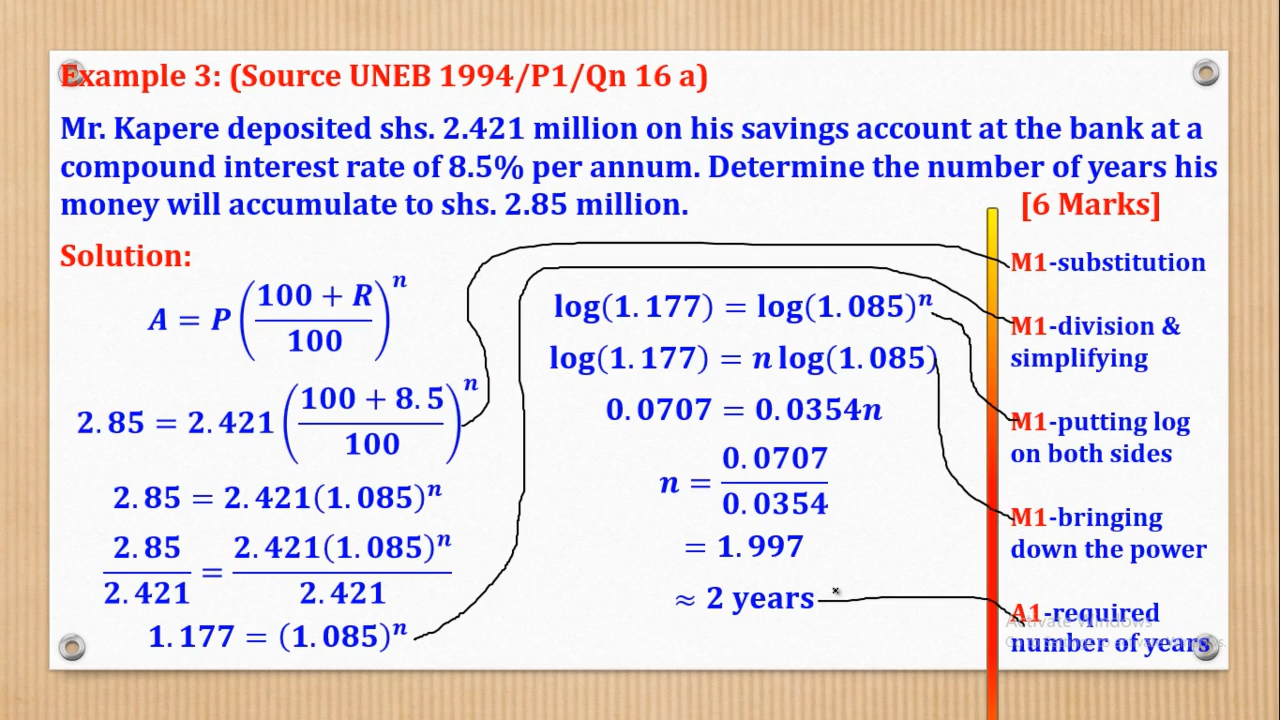 Example 3: (Source UNEB 1994/P1/Qn 16 a)
Mr. Kapere deposited shs. 2.421 million on his savings account at the bank at a
compound interest rate of 8.5% per annum. Determine the number of years his
money will accumulate to shs. 2.85 million. [6 Marks]
Solution:
A = P((100 + R)/100)^n
2.85 = 2.421((100 + 8.5)/100)^n
2.85 = 2.421(1.085)^n
2.85/2.421 = 2.421(1.085)^n/2.421
1.177 = (1.085)^n
log(1.177) = log(1.085)^n
log(1.177) = n log(1.085)
0.0707 = 0.0354n
n = 0.0707/0.0354
= 1.997
≈ 2 years
M1-substitution
M1-division &
simplifying
M1-putting log
on both sides
M1-bringing
down the power
A1-required
number of years
Activate Windows